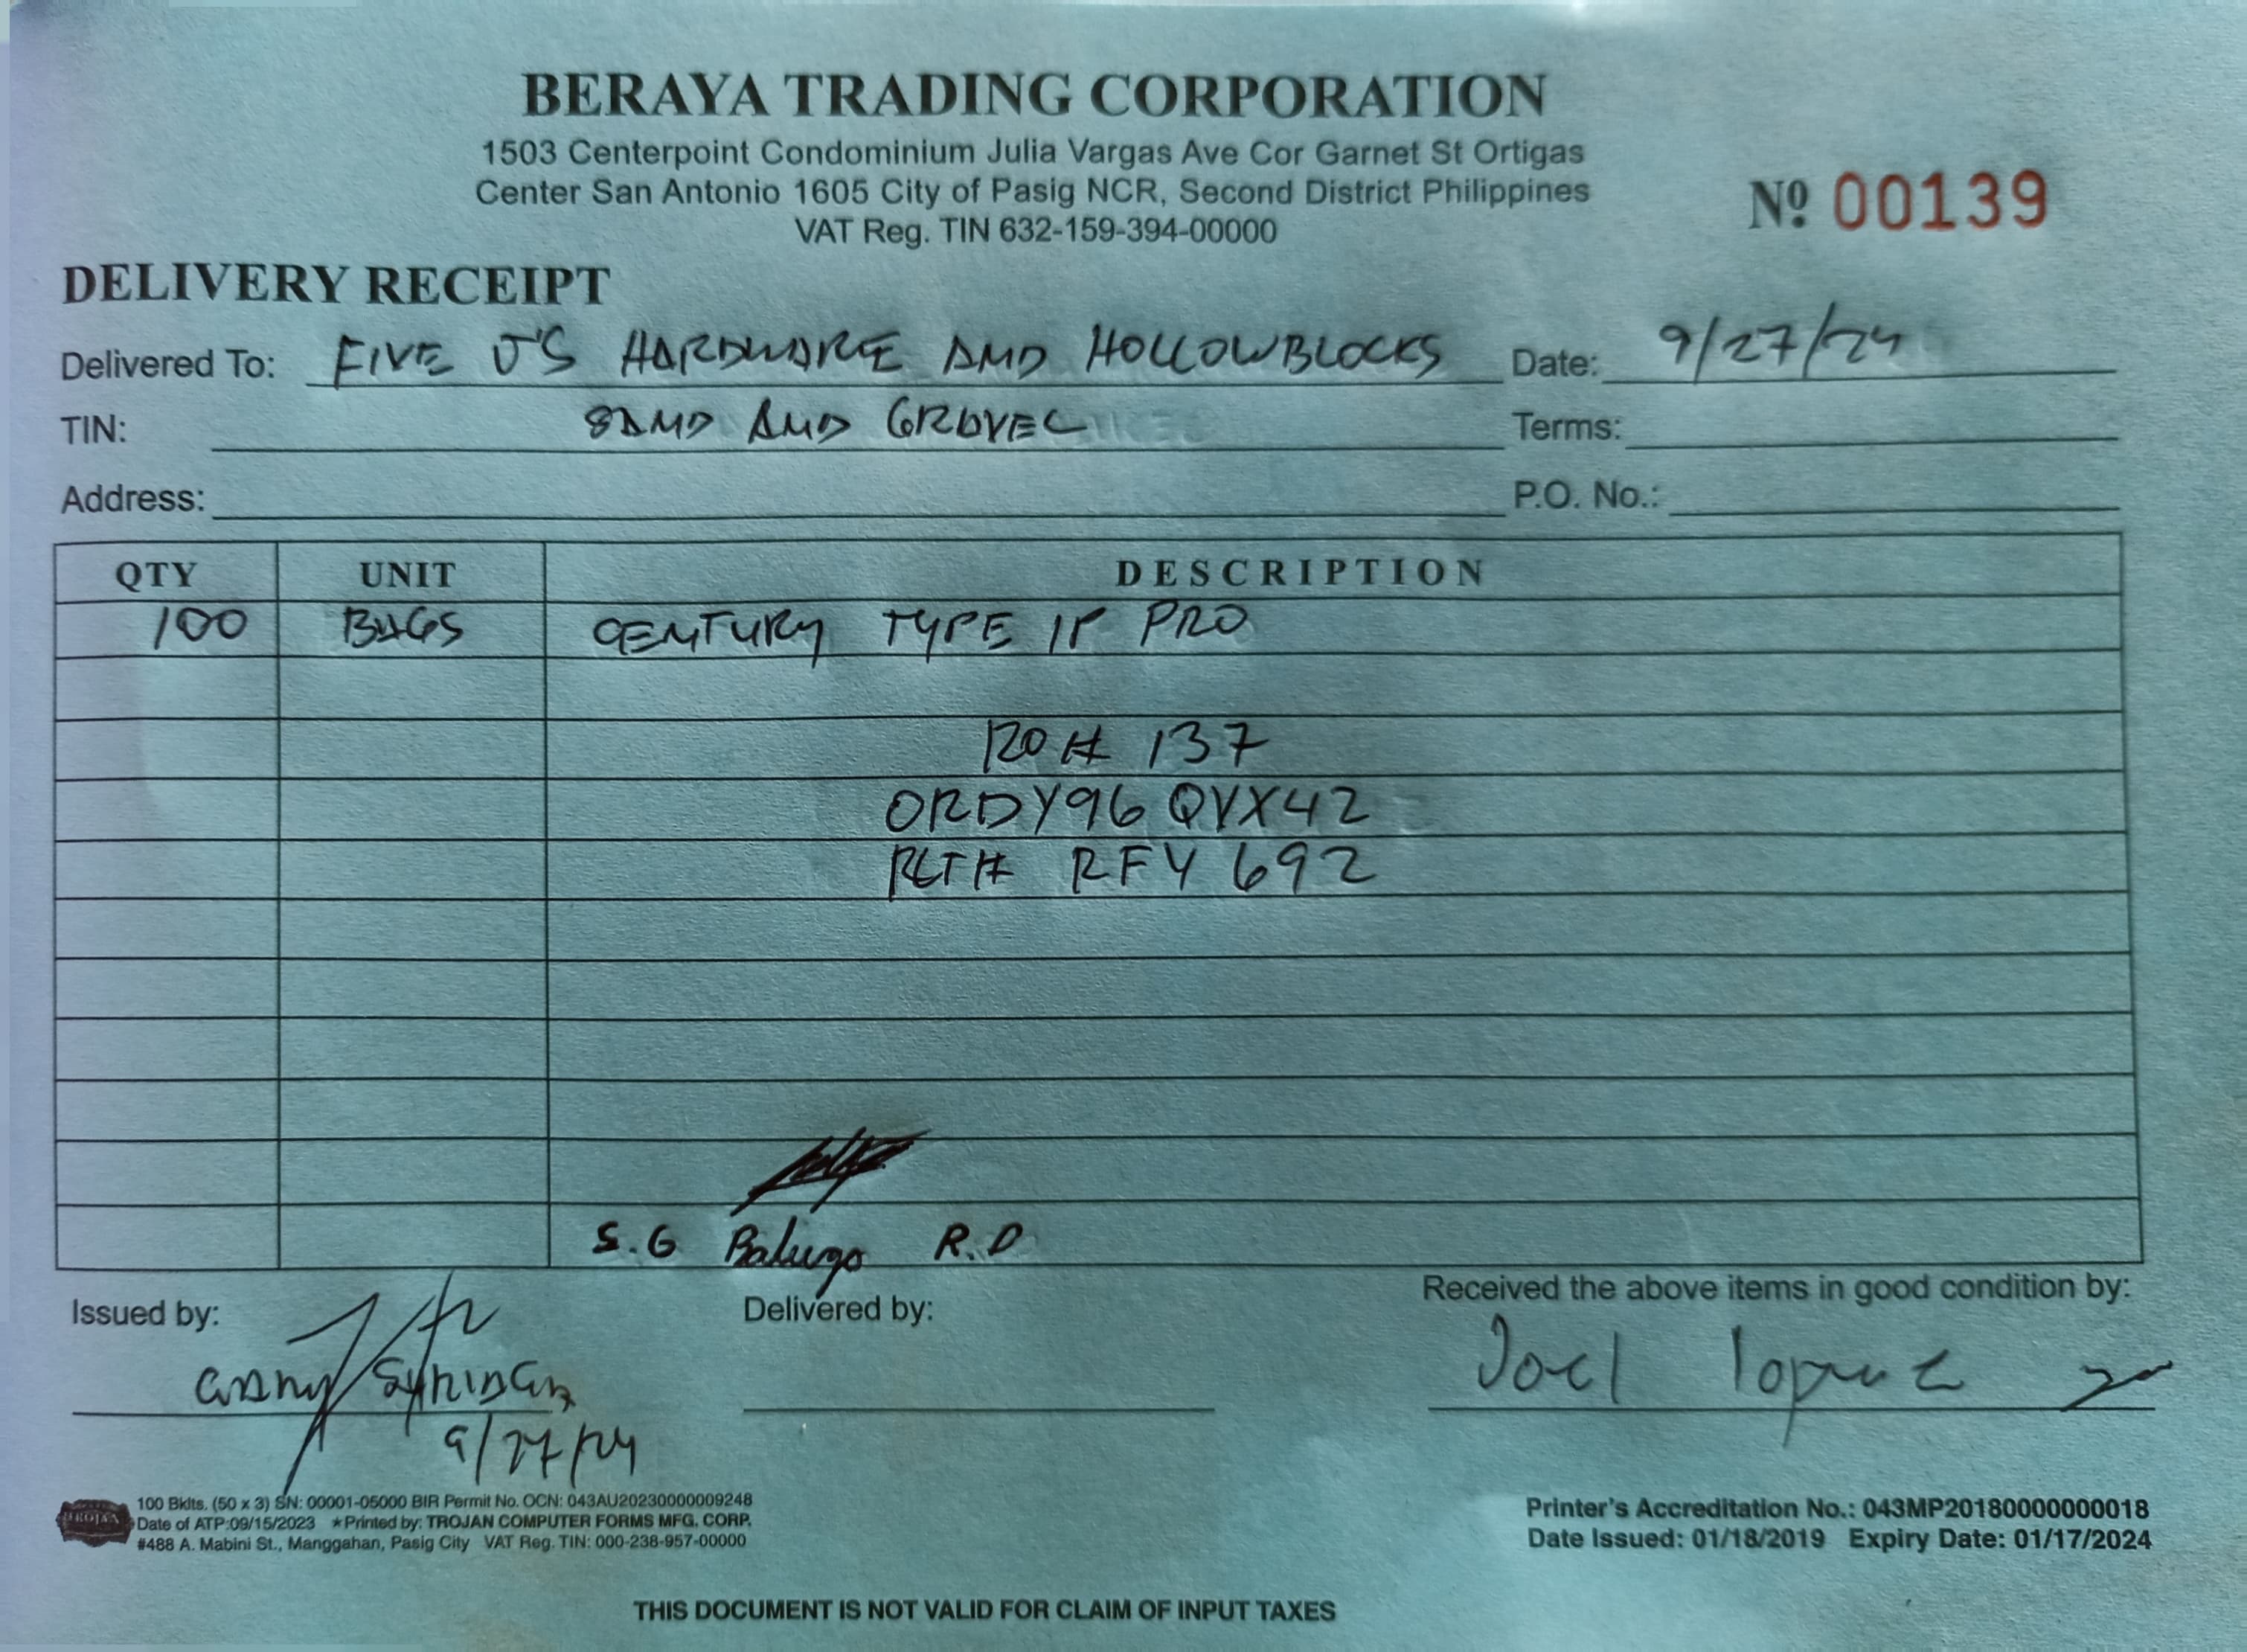 BERAYA TRADING CORPORATION
1503 Centerpoint Condominium Julia Vargas Ave Cor Garnet St Ortigas
Center San Antonio 1605 City of Pasig NCR, Second District Philippines
VAT Reg. TIN 632-159-394-00000
Nº 00139
DELIVERY RECEIPT
Delivered To: FIVE J'S HARDWARE AND HOLLOWBLOCKS Date: 9/27/24
TIN: SAND AND GRAVEL Terms:
Address: P.O. No.:
QTY UNIT DESCRIPTION
100 BAGS CENTURY TYPE 1P PRO
RO# 137
ORDY96QVX42
PLT# RFY 692
S.G Balugo R.D
Issued by: Delivered by: Received the above items in good condition by:
Joel lopez
9/27/24
100 Bklts. (50 x 3) SN: 00001-05000 BIR Permit No. OCN: 043AU20230000009248
Date of ATP:09/15/2023 ★Printed by: TROJAN COMPUTER FORMS MFG. CORP.
#488 A. Mabini St., Manggahan, Pasig City VAT Reg. TIN: 000-238-957-00000
TROJAN
Printer's Accreditation No.: 043MP20180000000018
Date Issued: 01/18/2019 Expiry Date: 01/17/2024
THIS DOCUMENT IS NOT VALID FOR CLAIM OF INPUT TAXES